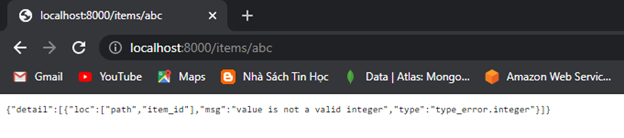 localhost:8000/items/abc
localhost:8000/items/abc
Gmail YouTube Maps Nhà Sách Tin Học Data | Atlas: Mongo... Amazon Web Servic...
{"detail":[{"loc":["path","item_id"],"msg":"value is not a valid integer","type":"type_error.integer"}]}